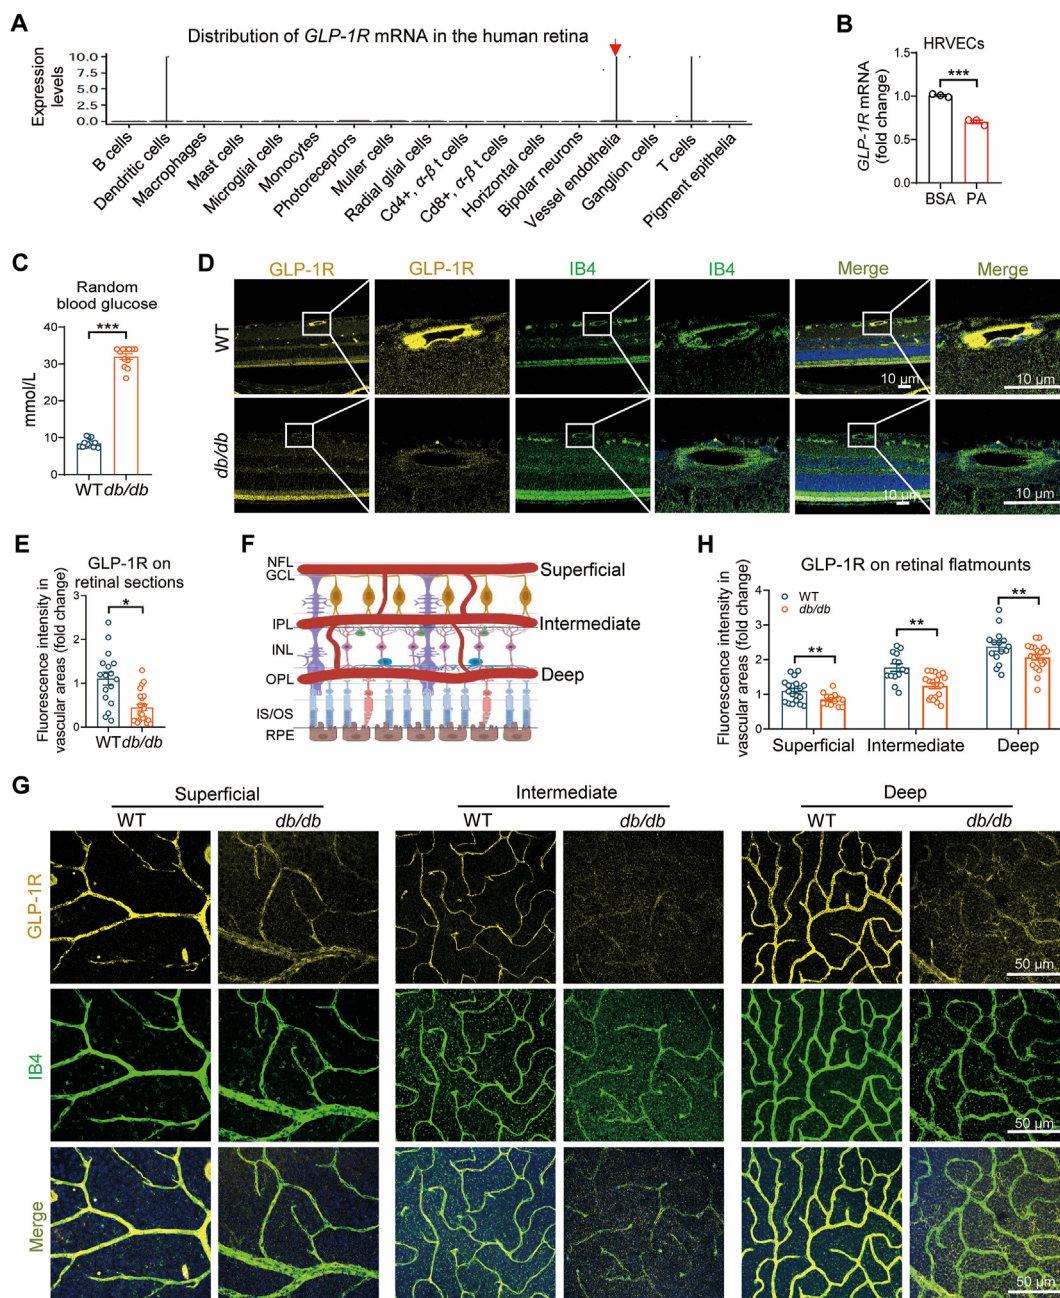 A
Distribution of GLP-1R mRNA in the human retina
Expression levels
10.0
7.5
5.0
2.5
0.0
B cells
Dendritic cells
Macrophages
Mast cells
Microglial cells
Monocytes
Photoreceptors
Muller cells
Radial glial cells
Cd4+, α-β t cells
Cd8+, α-β t cells
Horizontal cells
Bipolar neurons
Vessel endothelia
Ganglion cells
T cells
Pigment epithelia
B
HRVECs
GLP-1R mRNA (fold change)
1.5
1.0
0.5
0.0
***
BSA PA
C
Random
blood glucose
mmol/L
40
30
20
10
0
***
WT db/db
D
GLP-1R GLP-1R IB4 IB4 Merge Merge
WT
10 µm 10 µm
db/db
10 µm 10 µm
E
GLP-1R on
retinal sections
Fluorescence intensity in
vascular areas (fold change)
3
2
1
0
*
WT db/db
F
NFL
GCL
IPL
INL
OPL
IS/OS
RPE
Superficial
Intermediate
Deep
H
GLP-1R on retinal flatmounts
Fluorescence intensity in
vascular areas (fold change)
4
3
2
1
0
WT
db/db
**
**
**
Superficial Intermediate Deep
G
Superficial Intermediate Deep
WT db/db WT db/db WT db/db
GLP-1R
50 µm
IB4
50 µm
Merge
50 µm